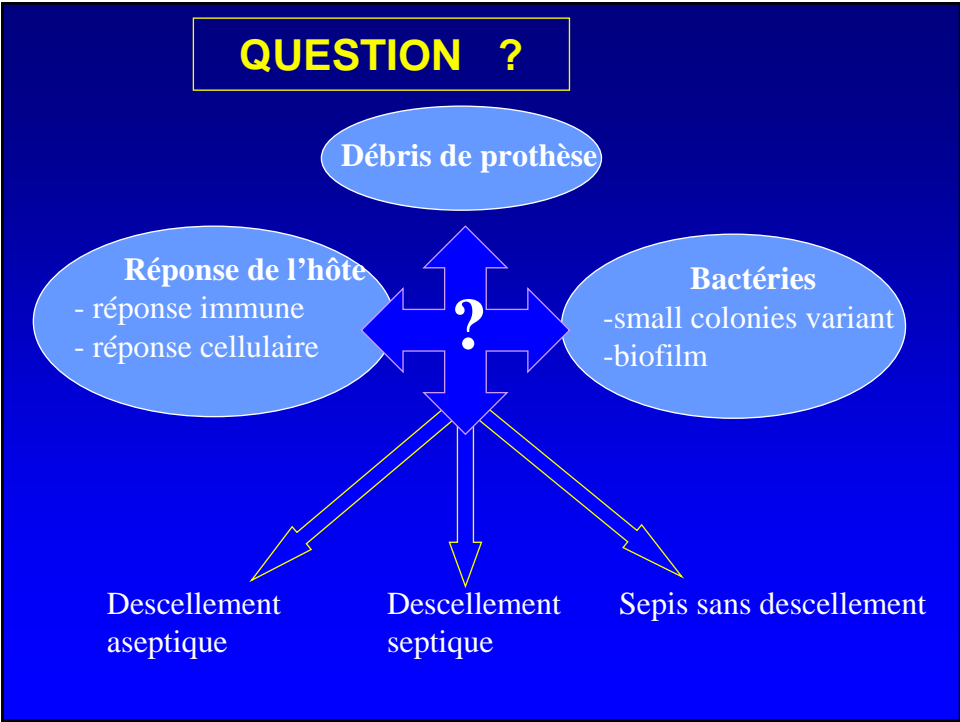 QUESTION ?
Débris de prothèse
Réponse de l’hôte
- réponse immune
- réponse cellulaire
?
Bactéries
-small colonies variant
-biofilm
Descellement
aseptique
Descellement
septique
Sepis sans descellement